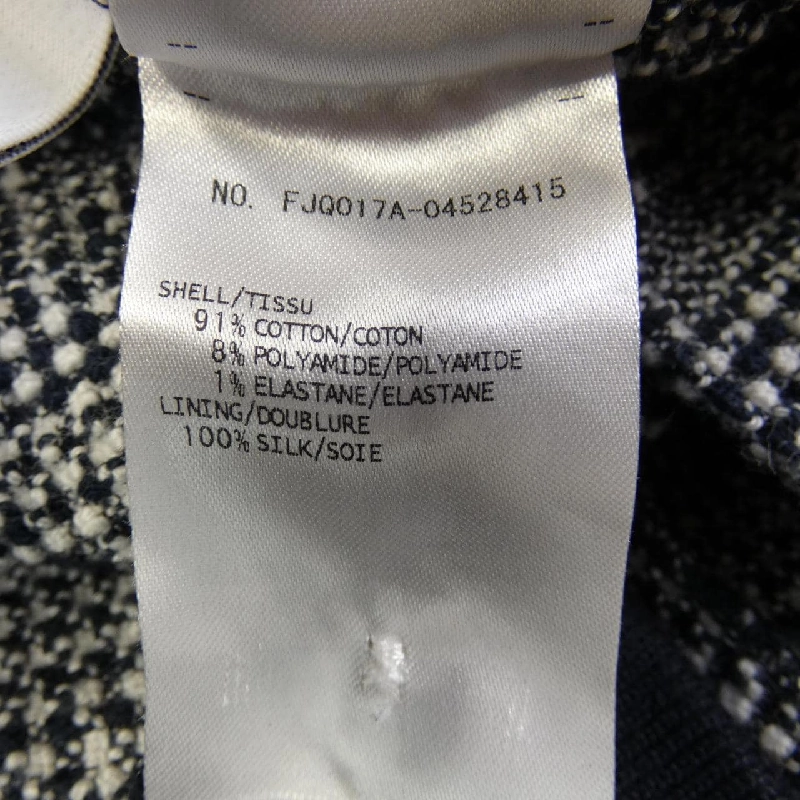 NO. FJQ017A-04528415
SHELL/TISSU
91% COTTON/COTON
8% POLYAMIDE/POLYAMIDE
1% ELASTANE/ELASTANE
LINING/DOUBLURE
100% SILK/SOIE